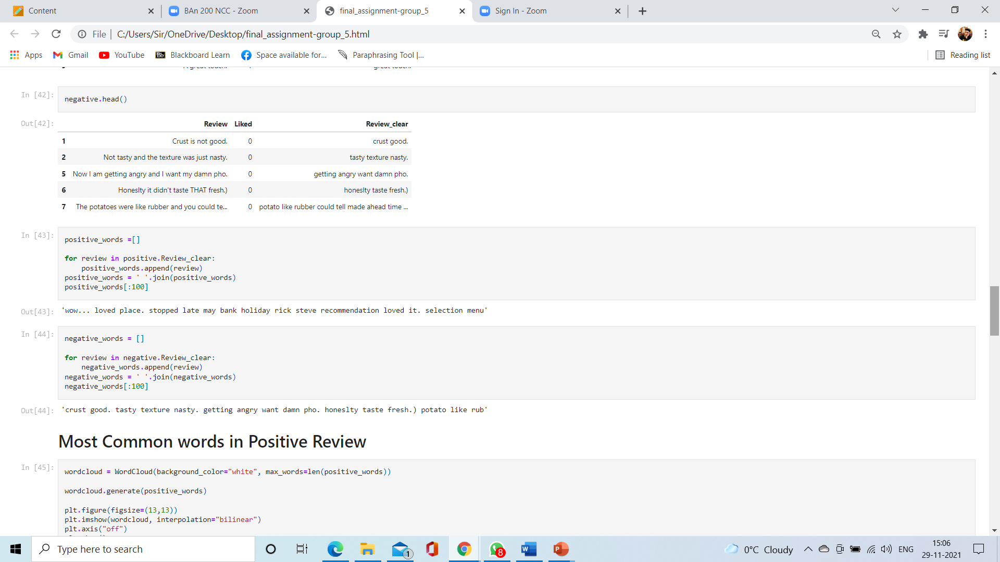 Content
BAn 200 NCC - Zoom
final_assignment-group_5
Sign In - Zoom
File
C:/Users/Sir/OneDrive/Desktop/final_assignment-group_5.html
Apps
Gmail
YouTube
Bb Blackboard Learn
Space available for...
Paraphrasing Tool |...
Reading list
In [42]:
negative.head()
Out[42]:
Review Liked Review_clear
1 Crust is not good. 0 crust good.
2 Not tasty and the texture was just nasty. 0 tasty texture nasty.
5 Now I am getting angry and I want my damn pho. 0 getting angry want damn pho.
6 Honeslty it didn't taste THAT fresh.) 0 honeslty taste fresh.)
7 The potatoes were like rubber and you could te... 0 potato like rubber could tell made ahead time ...
In [43]:
positive_words =[]
for review in positive.Review_clear:
    positive_words.append(review)
positive_words = ' '.join(positive_words)
positive_words[:100]
Out[43]:
'wow... loved place. stopped late may bank holiday rick steve recommendation loved it. selection menu'
In [44]:
negative_words = []
for review in negative.Review_clear:
    negative_words.append(review)
negative_words = ' '.join(negative_words)
negative_words[:100]
Out[44]:
'crust good. tasty texture nasty. getting angry want damn pho. honeslty taste fresh.) potato like rub'
Most Common words in Positive Review
In [45]:
wordcloud = WordCloud(background_color="white", max_words=len(positive_words))
wordcloud.generate(positive_words)
plt.figure(figsize=(13,13))
plt.imshow(wordcloud, interpolation="bilinear")
plt.axis("off")
Type here to search
1
8
W
P
0°C Cloudy
ENG
15:06
29-11-2021